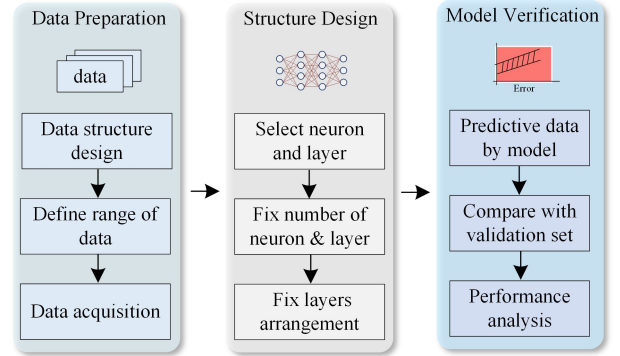 Data Preparation
data
Data structure
design
Define range of
data
Data acquisition
Structure Design
Select neuron
and layer
Fix number of
neuron & layer
Fix layers
arrangement
Model Verification
Error
Predictive data
by model
Compare with
validation set
Performance
analysis